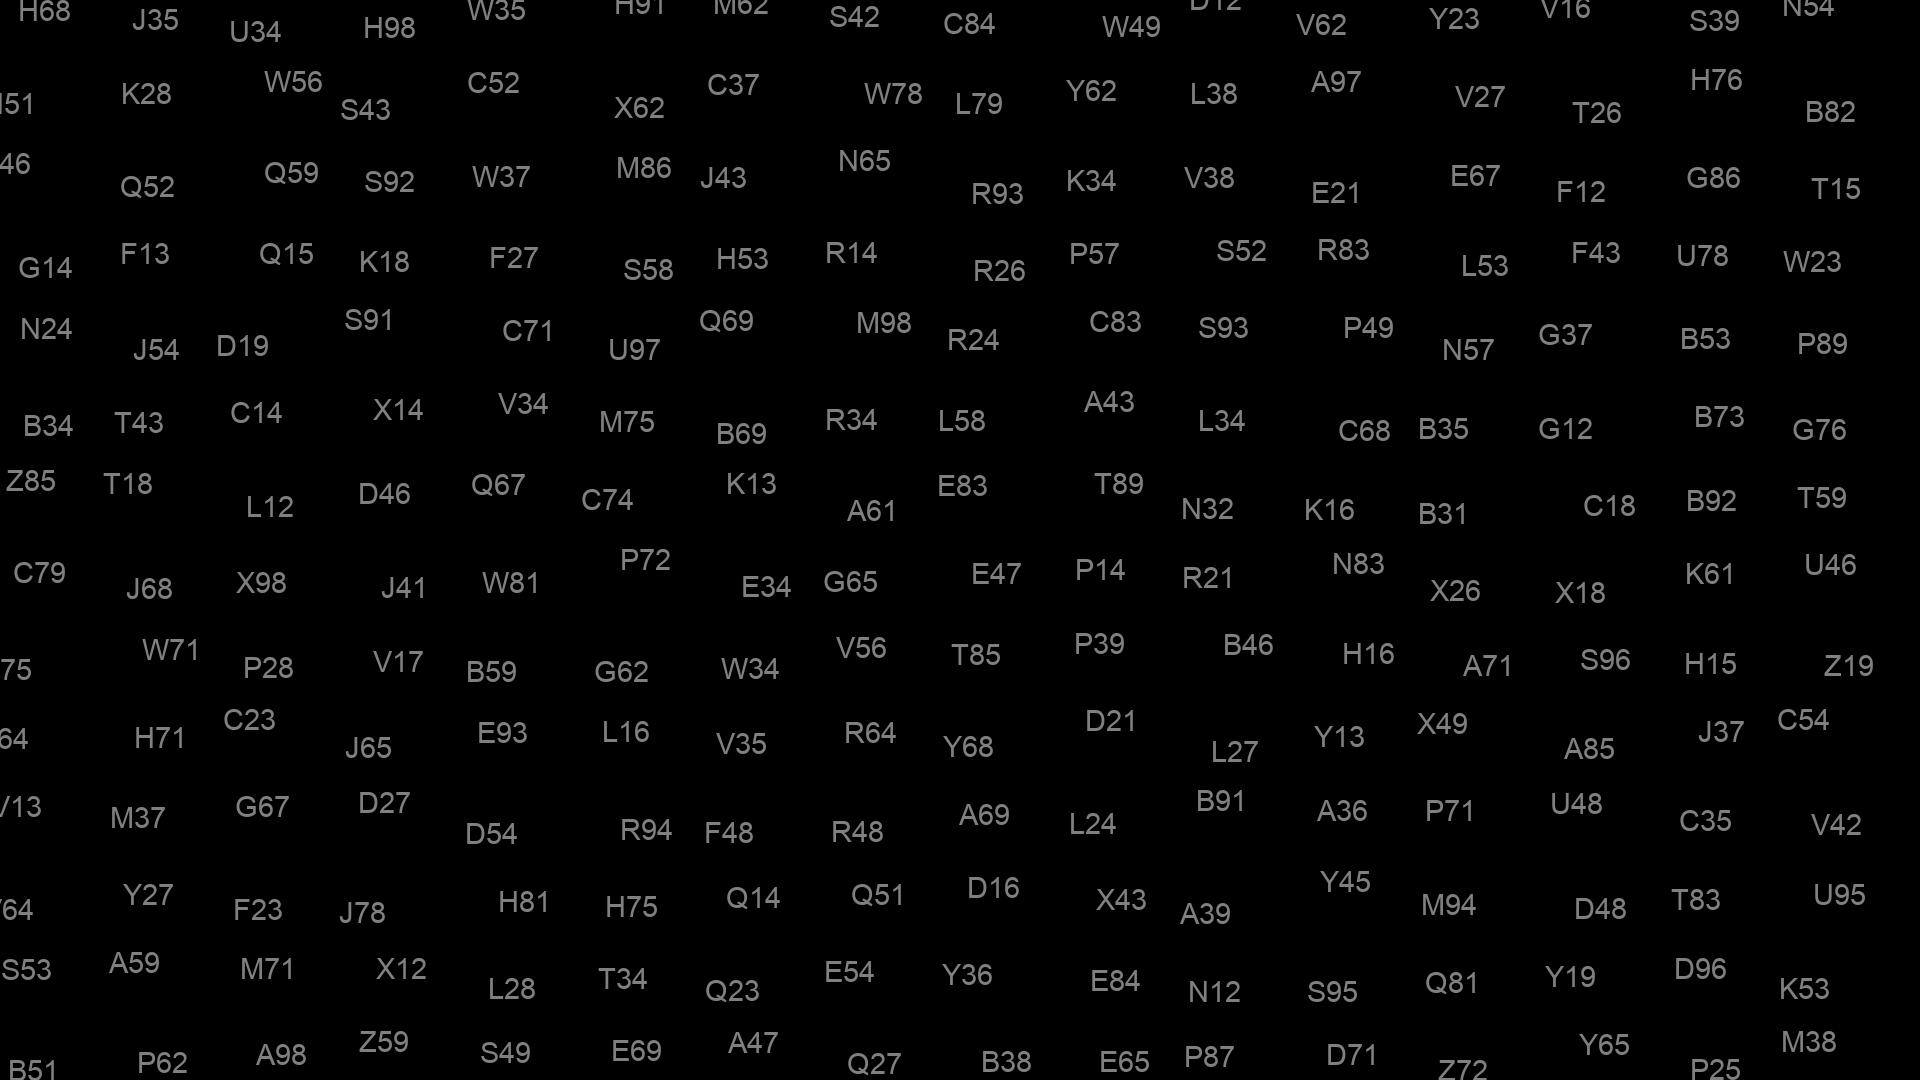 H68 J35 U34 H98 W35 H91 M62 S42 C84 W49 D12 V62 Y23 V16 S39 N54
51 K28 W56 S43 C52 X62 C37 W78 L79 Y62 L38 A97 V27 T26 H76 B82
46 Q52 Q59 S92 W37 M86 J43 N65 R93 K34 V38 E21 E67 F12 G86 T15
G14 F13 Q15 K18 F27 S58 H53 R14 R26 P57 S52 R83 L53 F43 U78 W23
N24 J54 D19 S91 C71 U97 Q69 M98 R24 C83 S93 P49 N57 G37 B53 P89
B34 T43 C14 X14 V34 M75 B69 R34 L58 A43 L34 C68 B35 G12 B73 G76
Z85 T18 L12 D46 Q67 C74 K13 A61 E83 T89 N32 K16 B31 C18 B92 T59
C79 J68 X98 J41 W81 P72 E34 G65 E47 P14 R21 N83 X26 X18 K61 U46
75 W71 P28 V17 B59 G62 W34 V56 T85 P39 B46 H16 A71 S96 H15 Z19
64 H71 C23 J65 E93 L16 V35 R64 Y68 D21 L27 Y13 X49 A85 J37 C54
V13 M37 G67 D27 D54 R94 F48 R48 A69 L24 B91 A36 P71 U48 C35 V42
64 Y27 F23 J78 H81 H75 Q14 Q51 D16 X43 A39 Y45 M94 D48 T83 U95
S53 A59 M71 X12 L28 T34 Q23 E54 Y36 E84 N12 S95 Q81 Y19 D96 K53
B51 P62 A98 Z59 S49 E69 A47 Q27 B38 E65 P87 D71 Z72 Y65 P25 M38